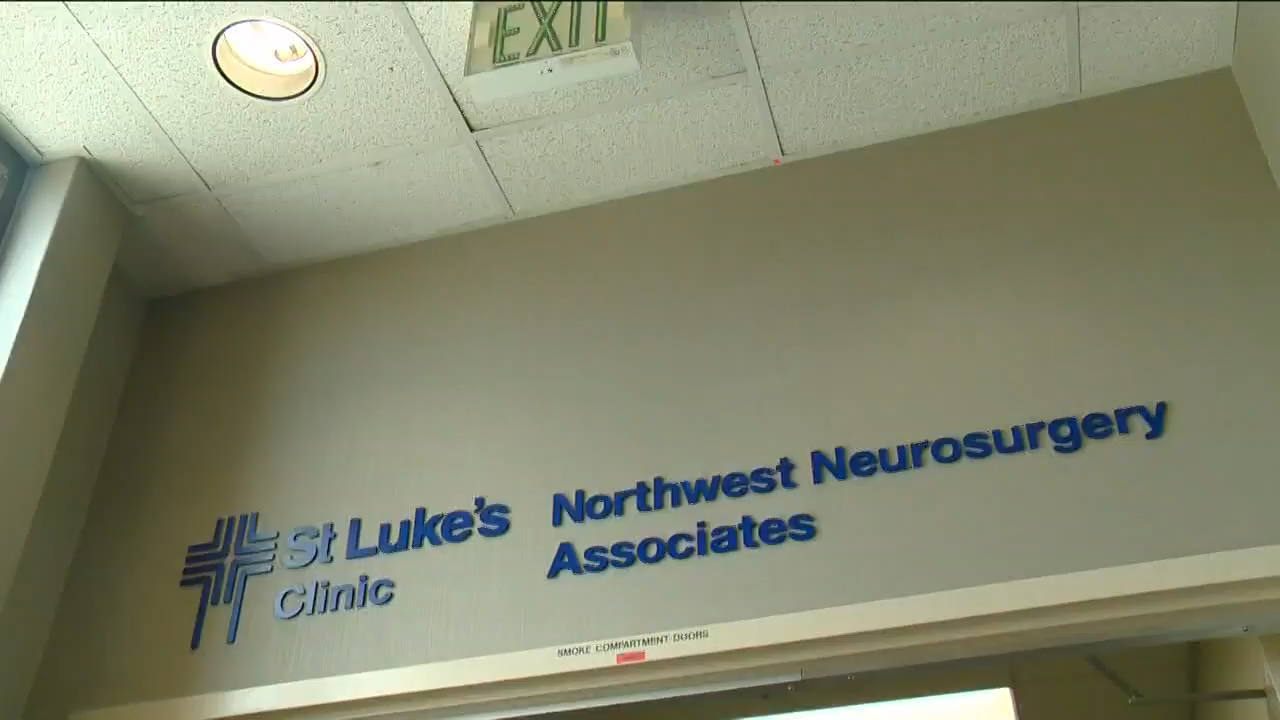 EXIT
St Luke's
Clinic
Northwest Neurosurgery
Associates
SMOKE COMPARTMENT DOORS